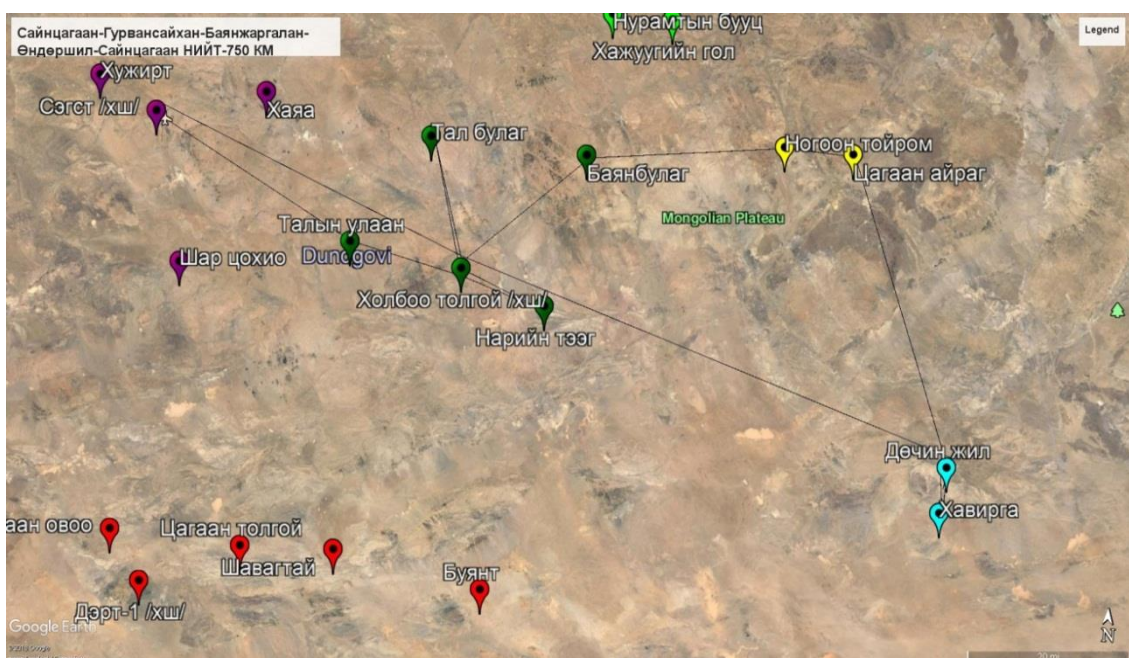 Сайнцагаан-Гурвансайхан-Баянжаргалан-
Өндөршил-Сайнцагаан НИЙТ-750 КМ
Legend
Нурамтын бууц
Хажуугийн гол
Хужирт
Сэгст /хш/
Хаяа
Тал булаг
Ногоон тойром
Баянбулаг
Цагаан айраг
Mongolian Plateau
Талын улаан
Dundgovi
Шар цохио
Холбоо толгой /хш/
Нарийн тээг
Дөчин жил
Хавирга
аан овоо
Цагаан толгой
Шавагтай
Буянт
Дэрт-1 /хш/
Google Earth
N
20 mi